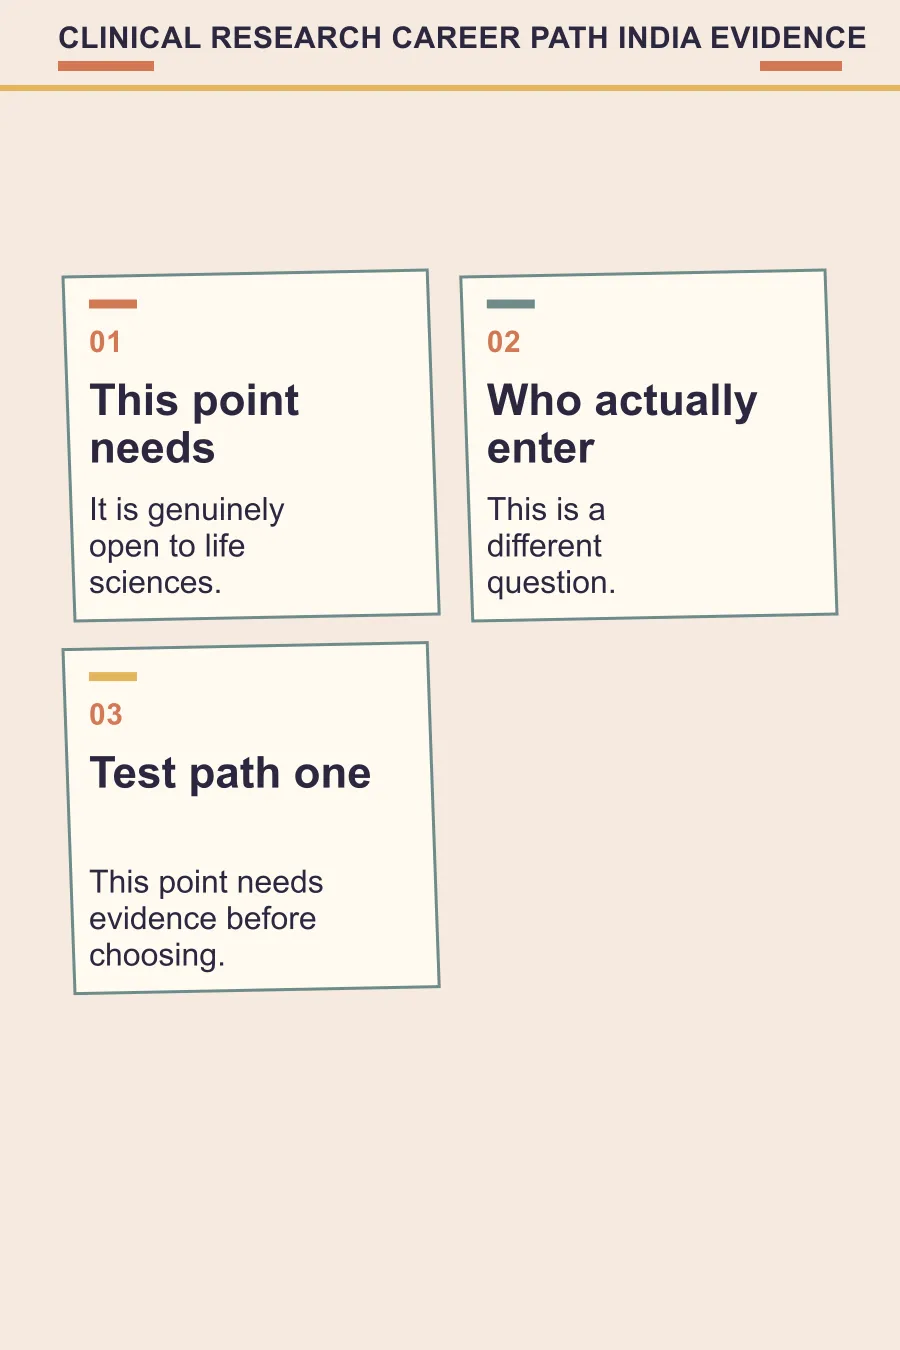 CLINICAL RESEARCH CAREER PATH INDIA EVIDENCE
01
This point
needs
It is genuinely
open to life
sciences.
02
Who actually
enter
This is a
different
question.
03
Test path one
This point needs
evidence before
choosing.